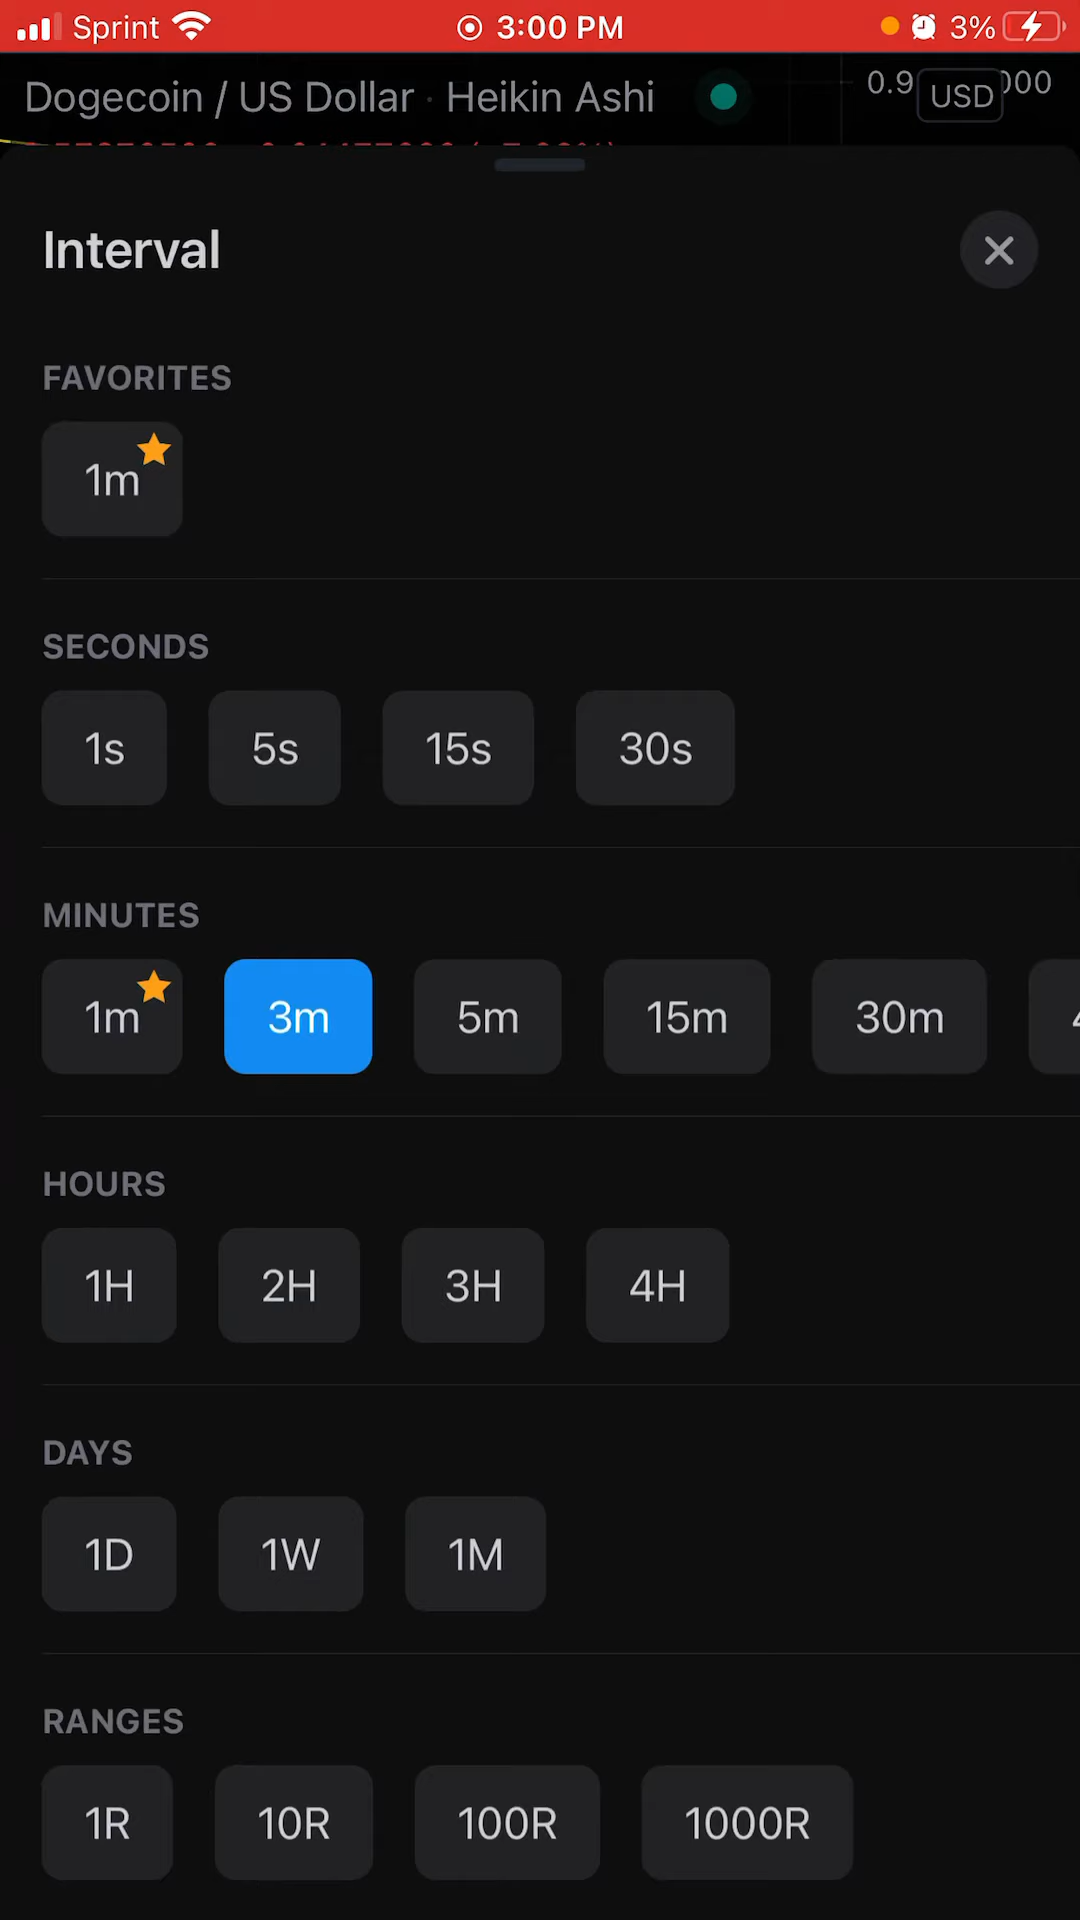 Sprint 3:00 PM 3%
Dogecoin / US Dollar · Heikin Ashi
USD
Interval
FAVORITES
1m
SECONDS
1s 5s 15s 30s
MINUTES
1m 3m 5m 15m 30m
HOURS
1H 2H 3H 4H
DAYS
1D 1W 1M
RANGES
1R 10R 100R 1000R